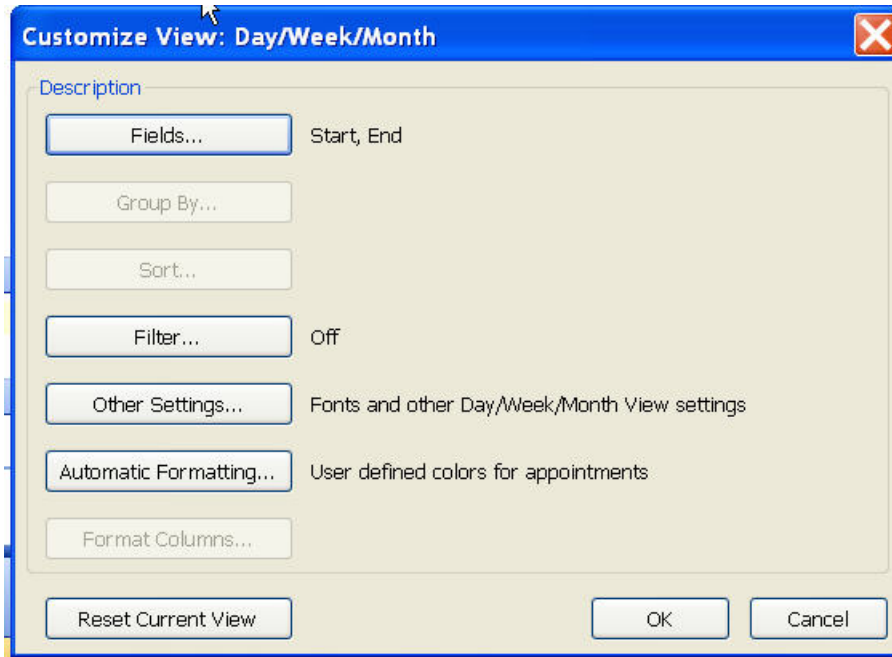 Customize View: Day/Week/Month
Description
Fields... Start, End
Group By...
Sort...
Filter... Off
Other Settings... Fonts and other Day/Week/Month View settings
Automatic Formatting... User defined colors for appointments
Format Columns...
Reset Current View OK Cancel